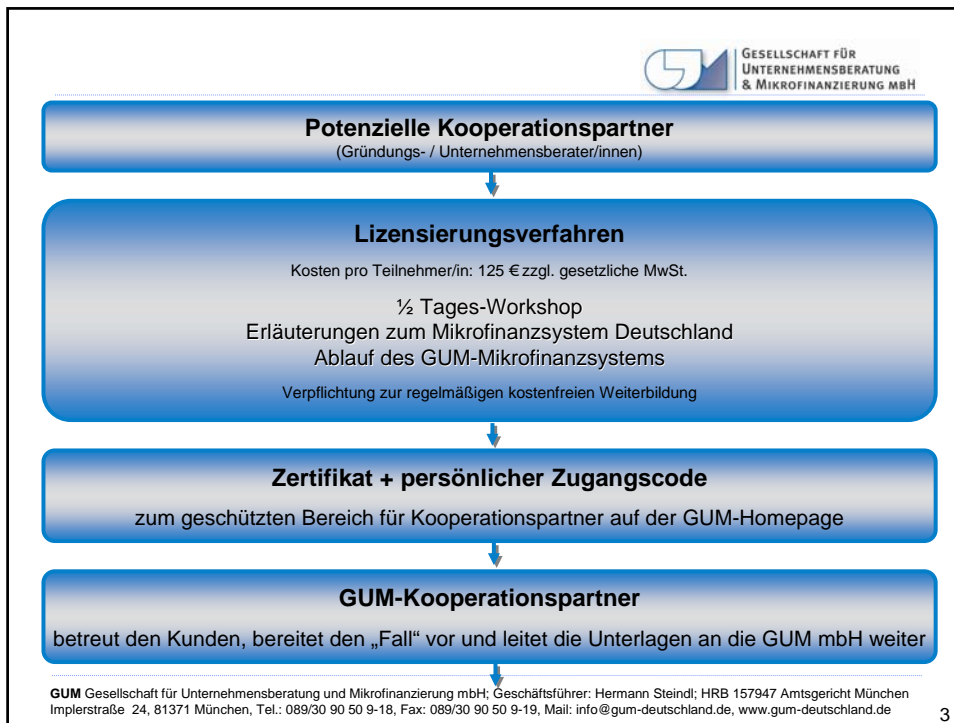 GESELLSCHAFT FÜR
UNTERNEHMENSBERATUNG
& MIKROFINANZIERUNG MBH
Potenzielle Kooperationspartner
(Gründungs- / Unternehmensberater/innen)
Lizensierungsverfahren
Kosten pro Teilnehmer/in: 125 € zzgl. gesetzliche MwSt.
½ Tages-Workshop
Erläuterungen zum Mikrofinanzsystem Deutschland
Ablauf des GUM-Mikrofinanzsystems
Verpflichtung zur regelmäßigen kostenfreien Weiterbildung
Zertifikat + persönlicher Zugangscode
zum geschützten Bereich für Kooperationspartner auf der GUM-Homepage
GUM-Kooperationspartner
betreut den Kunden, bereitet den „Fall“ vor und leitet die Unterlagen an die GUM mbH weiter
GUM Gesellschaft für Unternehmensberatung und Mikrofinanzierung mbH; Geschäftsführer: Hermann Steindl; HRB 157947 Amtsgericht München
Implerstraße 24, 81371 München, Tel.: 089/30 90 50 9-18, Fax: 089/30 90 50 9-19, Mail: info@gum-deutschland.de, www.gum-deutschland.de
3